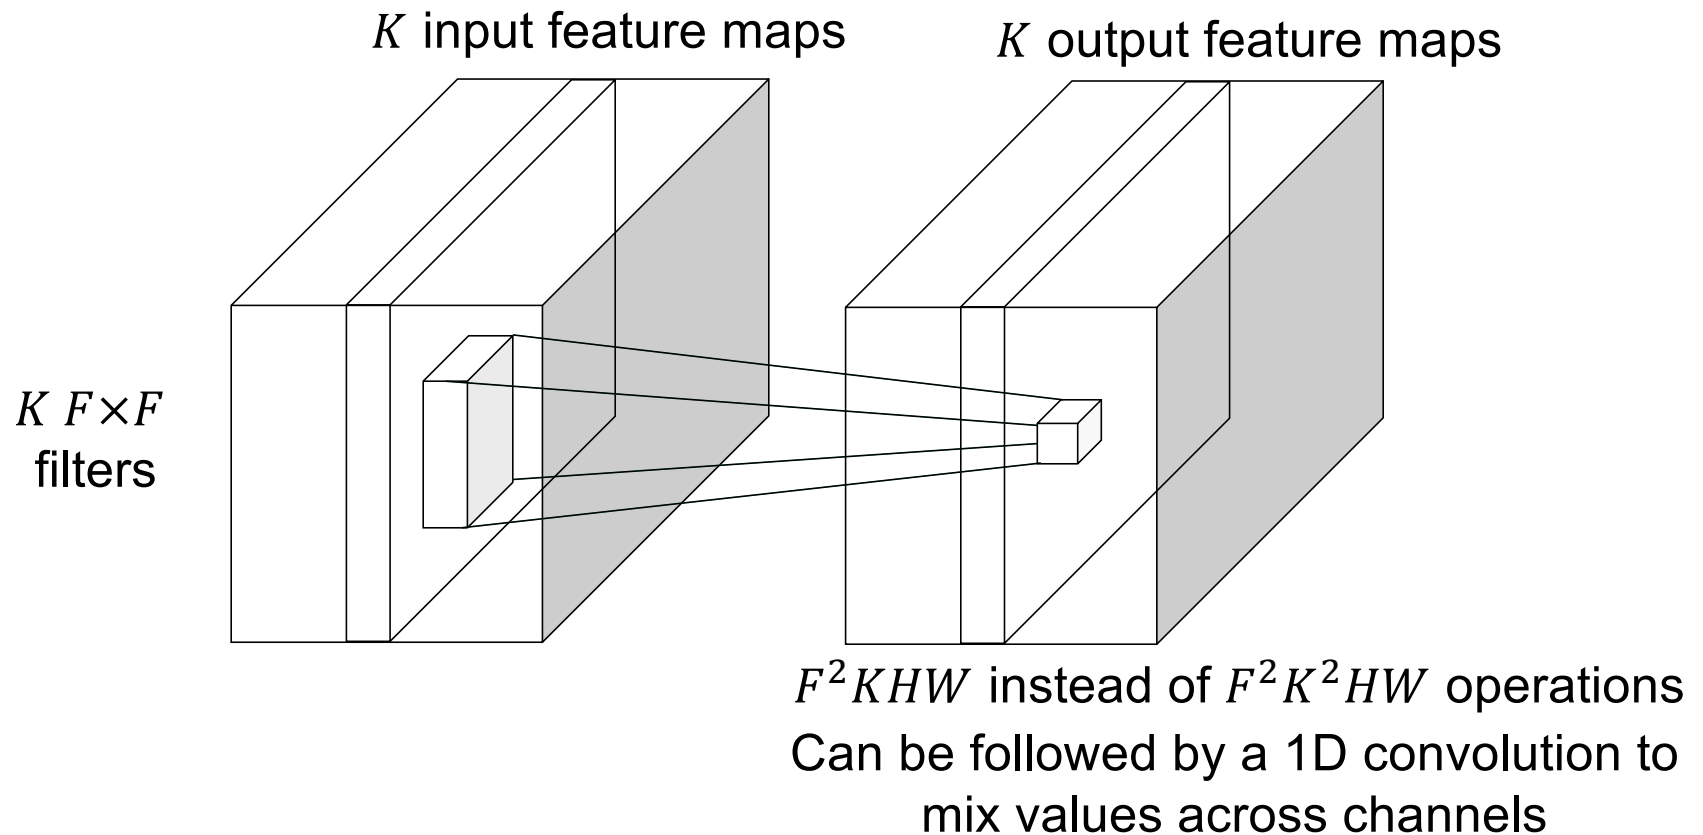 K input feature maps
K output feature maps
K F×F
filters
F²KHW instead of F²K²HW operations
Can be followed by a 1D convolution to
mix values across channels